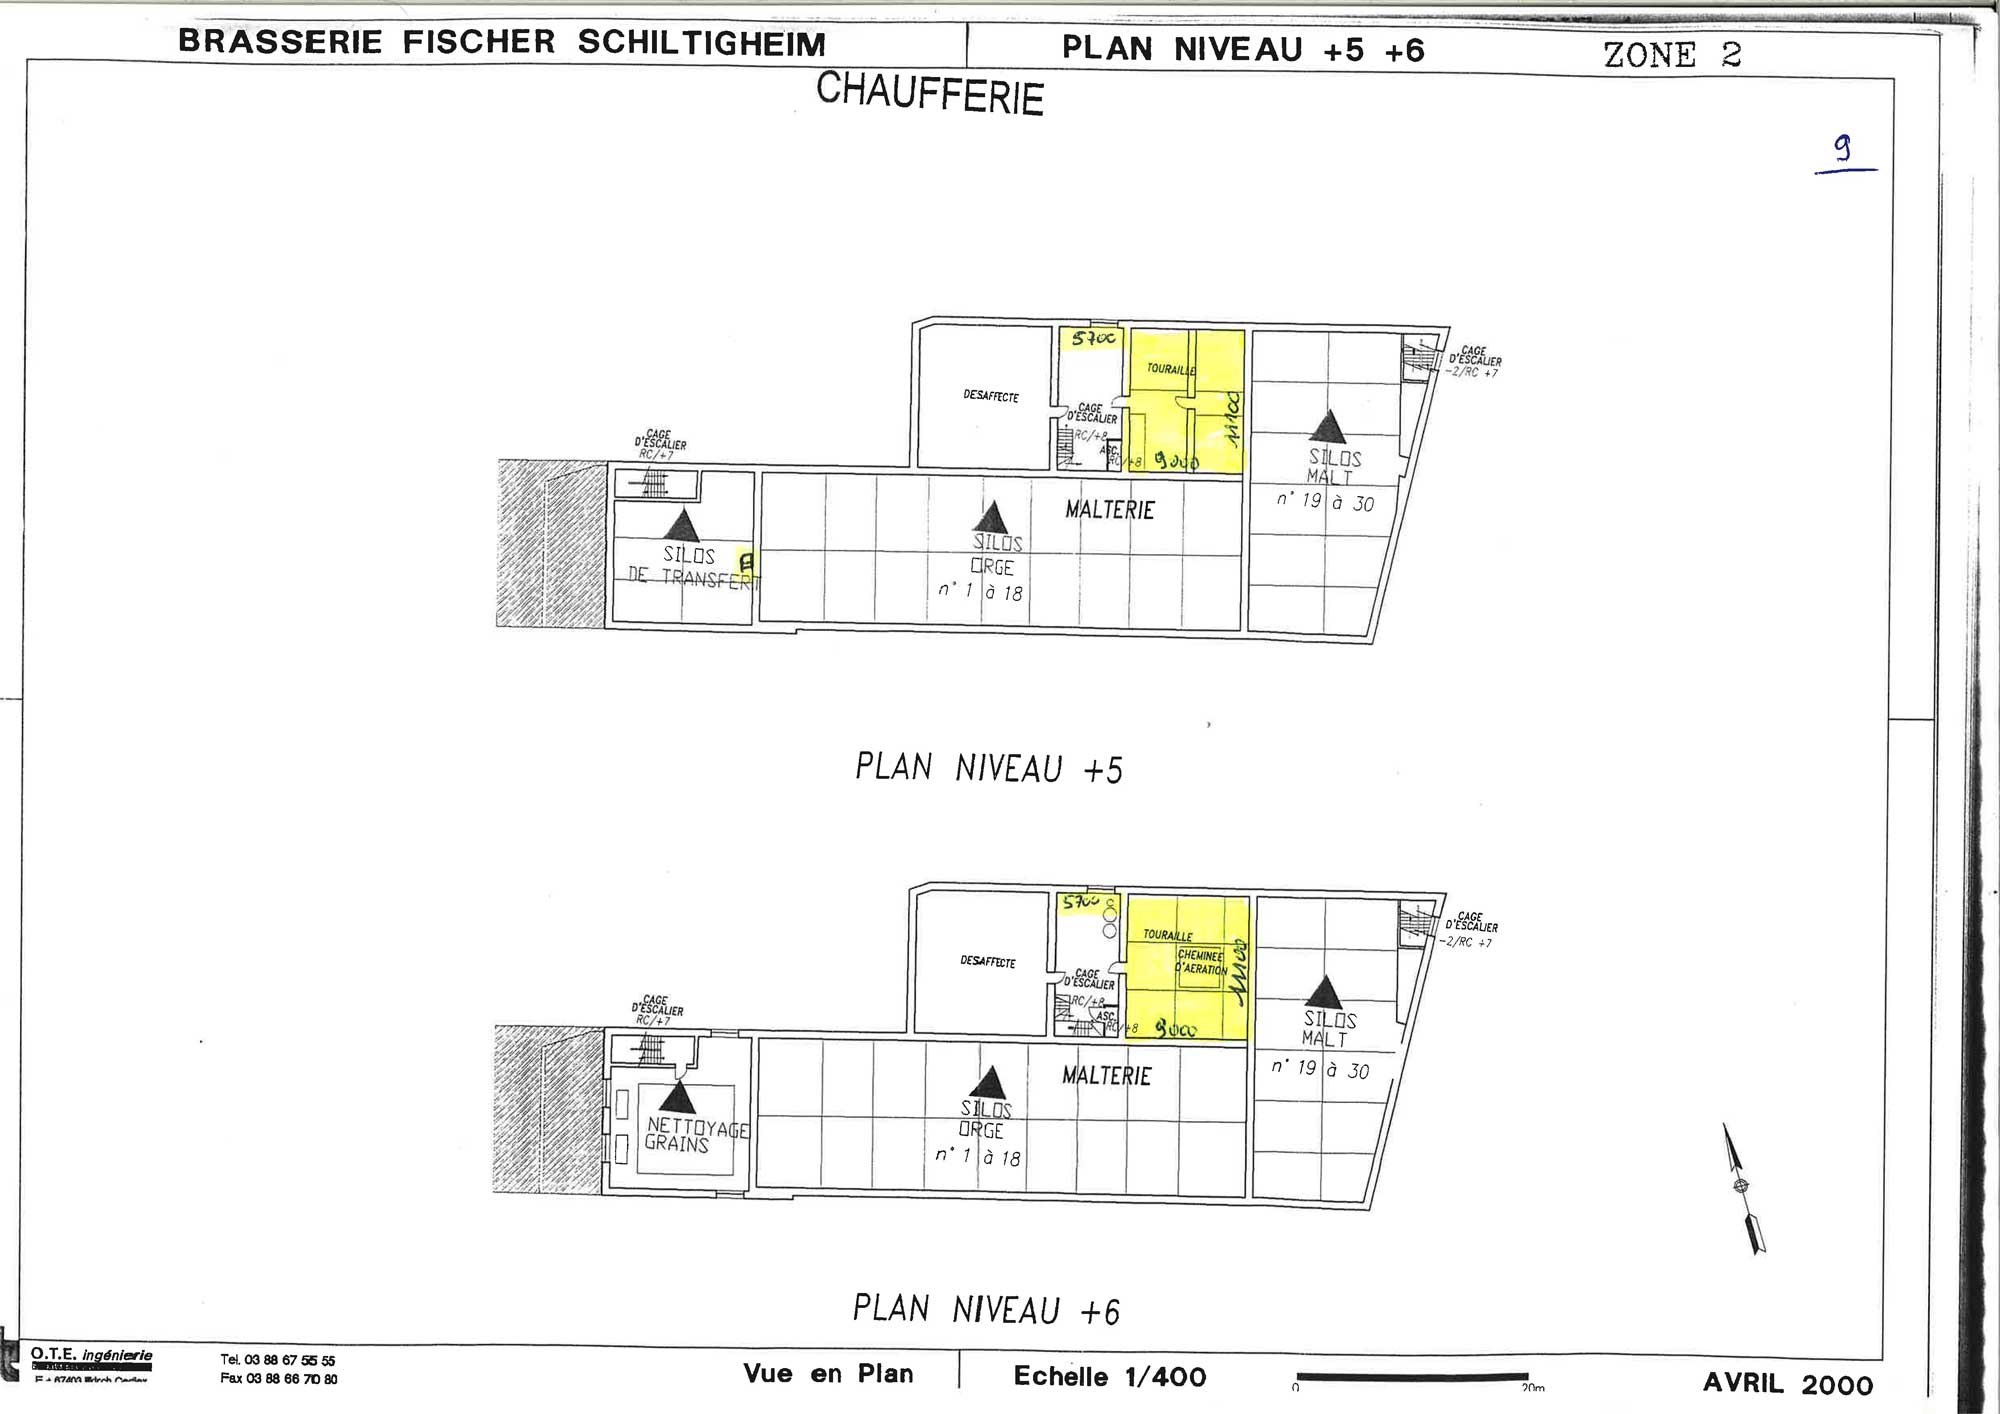 BRASSERIE FISCHER SCHILTIGHEIM
PLAN NIVEAU +5 +6
ZONE 2
CHAUFFERIE
9
5700
TOURAILLE
11100
9000
DESAFFECTE
CAGE
D'ESCALIER
RC/+8
ASC.
RC/+8
CAGE
D'ESCALIER
-2/RC +7
SILOS
MALT
n° 19 à 30
CAGE
D'ESCALIER
RC/+7
SILOS
DE TRANSFERT
MALTERIE
SILOS
ORGE
n° 1 à 18
PLAN NIVEAU +5
5700
TOURAILLE
CHEMINEE
D'AERATION
11100
9000
DESAFFECTE
CAGE
D'ESCALIER
RC/+8
ASC.
RC/+8
CAGE
D'ESCALIER
-2/RC +7
SILOS
MALT
n° 19 à 30
CAGE
D'ESCALIER
RC/+7
NETTOYAGE
GRAINS
MALTERIE
SILOS
ORGE
n° 1 à 18
PLAN NIVEAU +6
O.T.E. ingénierie
Tel. 03 88 67 55 55
Fax 03 88 66 70 80
Vue en Plan
Echelle 1/400
0
20m
AVRIL 2000